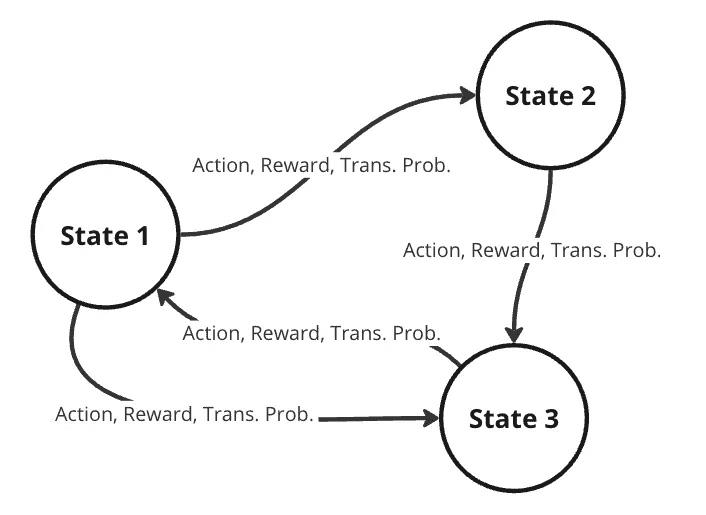 State 2
Action, Reward, Trans. Prob.
State 1
Action, Reward, Trans. Prob.
Action, Reward, Trans. Prob.
Action, Reward, Trans. Prob.
State 3